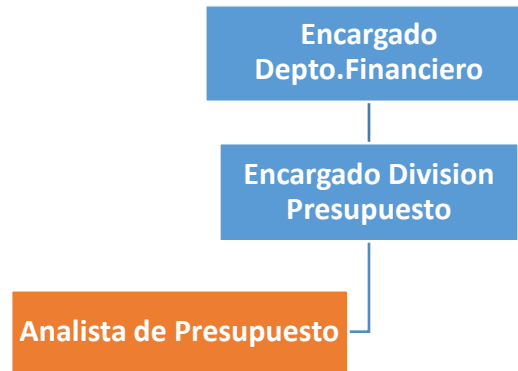 Encargado
Depto.Financiero
Encargado Division
Presupuesto
Analista de Presupuesto